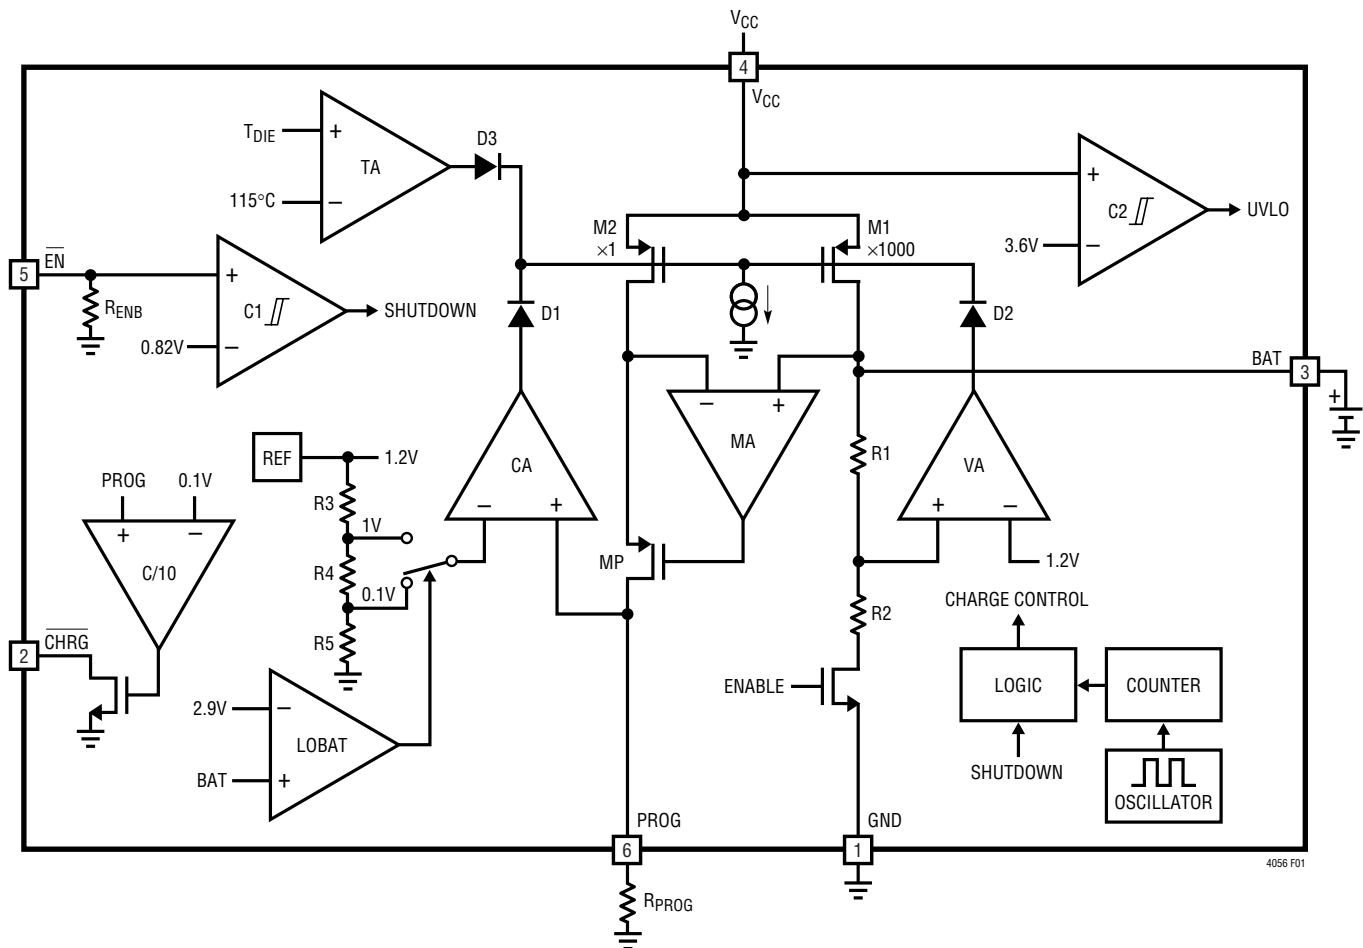 VCC
4
VCC
TDIE
+
TA
D3
115°C
−
M2
×1
M1
×1000
+
C2
UVLO
3.6V
−
5
EN
RENB
+
C1
SHUTDOWN
0.82V
−
D1
D2
BAT
3
+
−
+
MA
REF
1.2V
R3
1V
R4
0.1V
R5
CA
−
+
R1
VA
+
−
1.2V
PROG
0.1V
+
−
C/10
MP
R2
2
CHRG
2.9V
−
LOBAT
BAT
+
ENABLE
CHARGE CONTROL
LOGIC
COUNTER
SHUTDOWN
OSCILLATOR
PROG
6
GND
1
RPROG
4056 F01